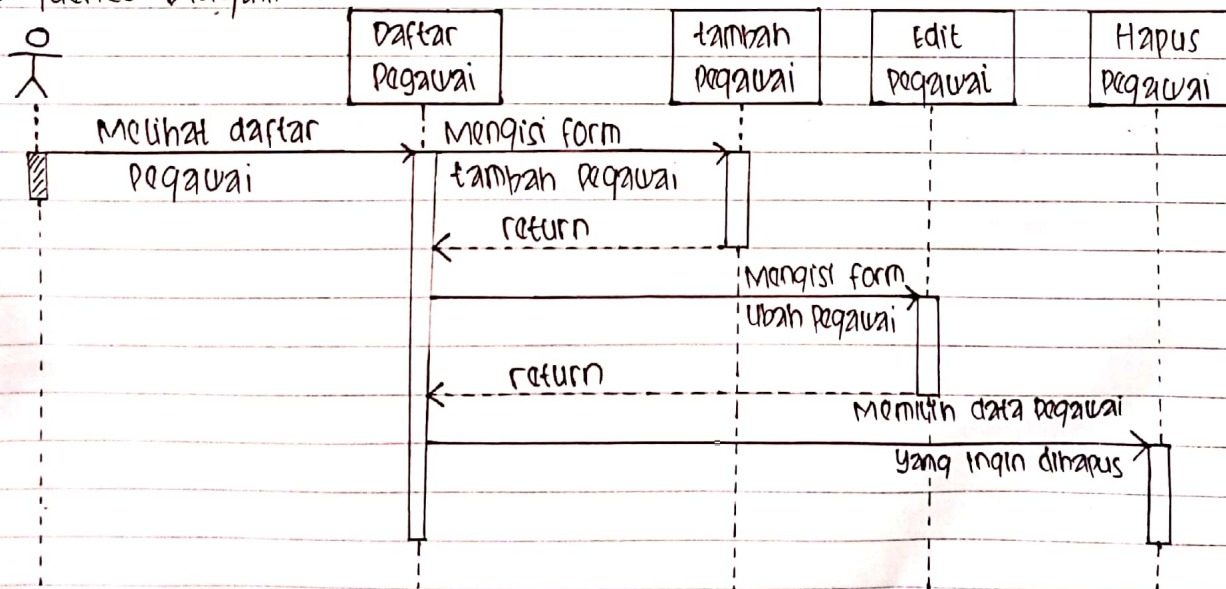 Daftar
Pegawai
tambah
pegawai
Edit
pegawai
Hapus
pegawai
Melihat daftar
pegawai
Mengisi form
tambah pegawai
return
Mengisi form
Ubah pegawai
return
Memilih data pegawai
yang ingin dihapus